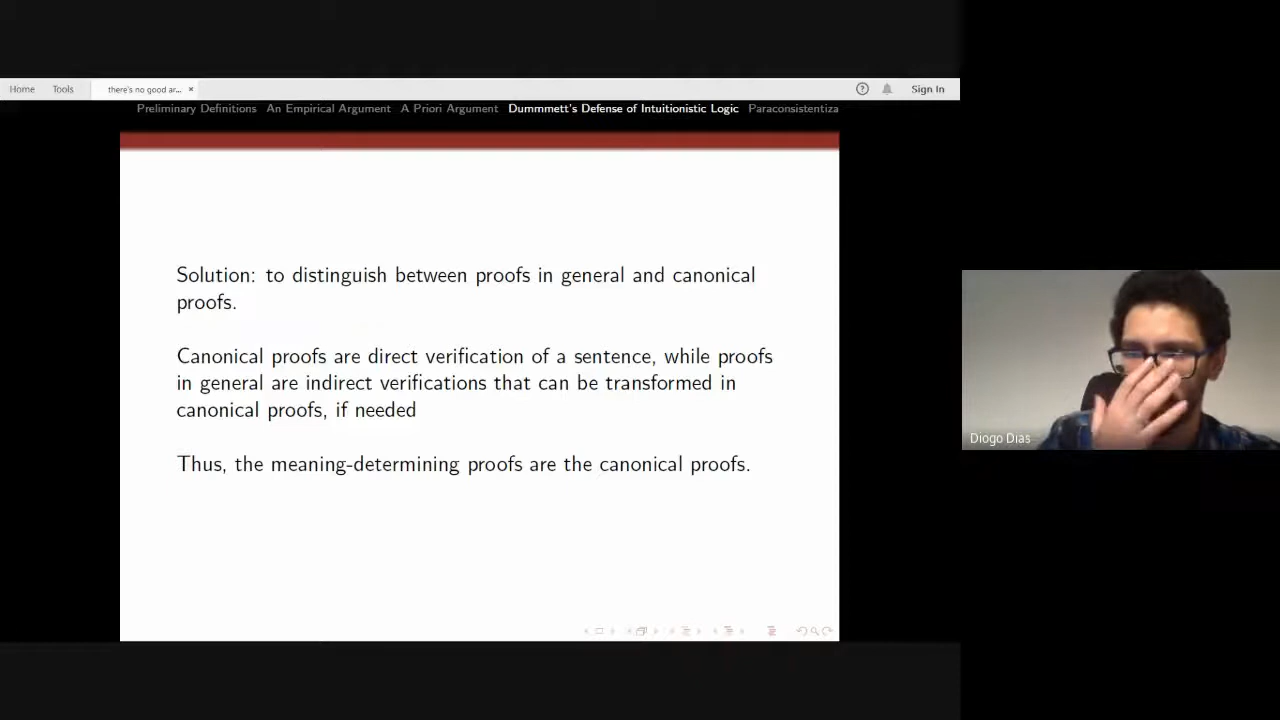 Home Tools there's no good ar... × ? Sign In
Preliminary Definitions An Empirical Argument A Priori Argument Dummmett's Defense of Intuitionistic Logic Paraconsistentiza
Solution: to distinguish between proofs in general and canonical
proofs.
Canonical proofs are direct verification of a sentence, while proofs
in general are indirect verifications that can be transformed in
canonical proofs, if needed
Thus, the meaning-determining proofs are the canonical proofs.
Diogo Dias